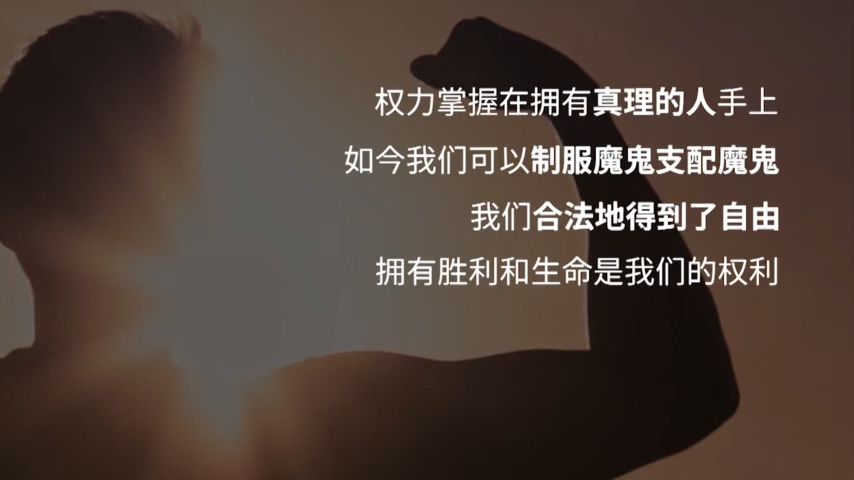 权力掌握在拥有真理的人手上
如今我们可以制服魔鬼支配魔鬼
我们合法地得到了自由
拥有胜利和生命是我们的权利